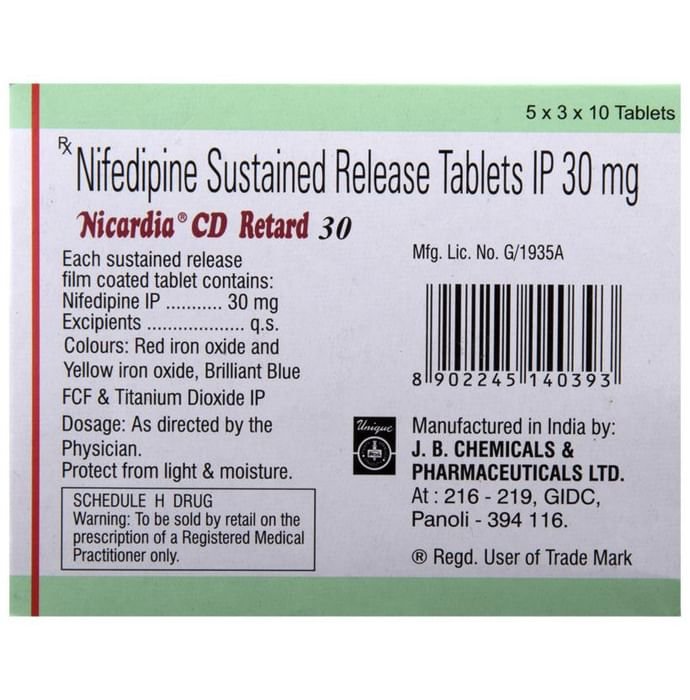 5 x 3 x 10 Tablets
Rx Nifedipine Sustained Release Tablets IP 30 mg
Nicardia® CD Retard 30
Each sustained release
film coated tablet contains:
Nifedipine IP ........... 30 mg
Excipients .................. q.s.
Colours: Red iron oxide and
Yellow iron oxide, Brilliant Blue
FCF & Titanium Dioxide IP
Dosage: As directed by the
Physician.
Protect from light & moisture.
SCHEDULE H DRUG
Warning: To be sold by retail on the
prescription of a Registered Medical
Practitioner only.
Mfg. Lic. No. G/1935A
8 902245 140393
Unique
Manufactured in India by:
J. B. CHEMICALS &
PHARMACEUTICALS LTD.
At : 216 - 219, GIDC,
Panoli - 394 116.
® Regd. User of Trade Mark